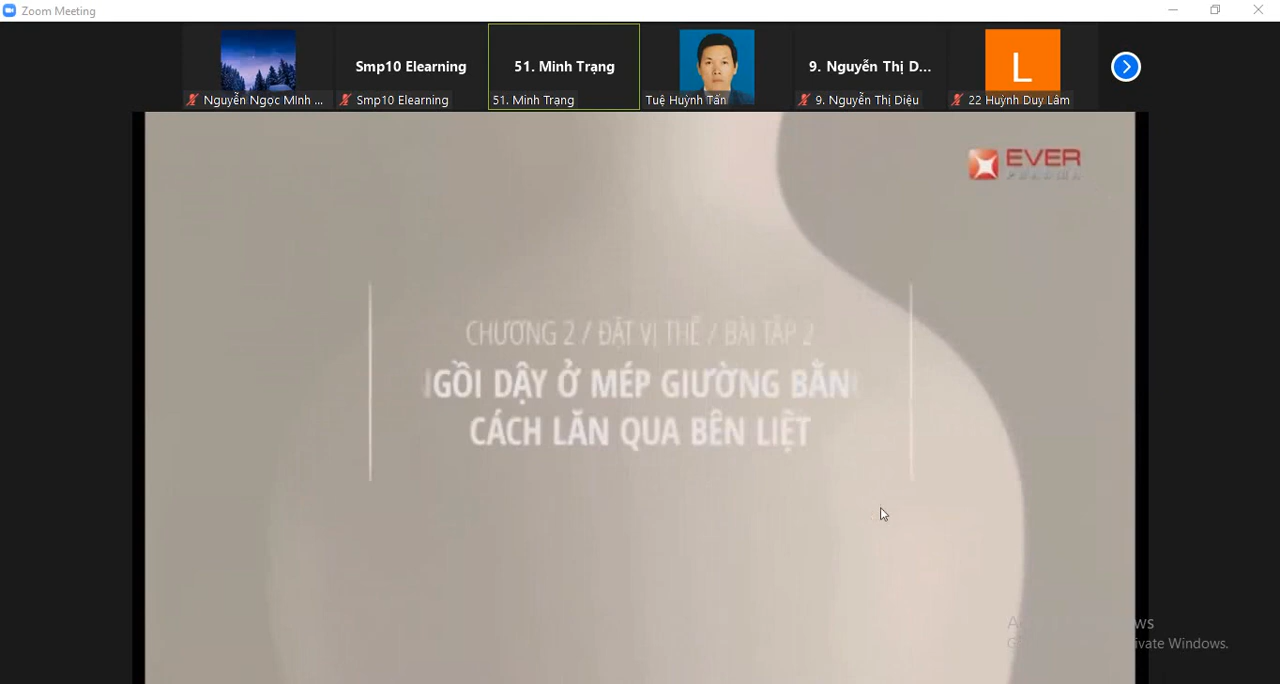 Zoom Meeting
Smp10 Elearning
51. Minh Trạng
9. Nguyễn Thị D...
L
Nguyễn Ngọc MInh ...
Smp10 Elearning
51. Minh Trạng
Tuệ Huỳnh Tấn
9. Nguyễn Thị Diệu
22 Huỳnh Duy Lâm
EVER
CHƯƠNG 2 / ĐẶT VỊ THẾ / BÀI TẬP 2
GỒI DẬY Ở MÉP GIƯỜNG BẰN
CÁCH LĂN QUA BÊN LIỆT
ivate Windows.